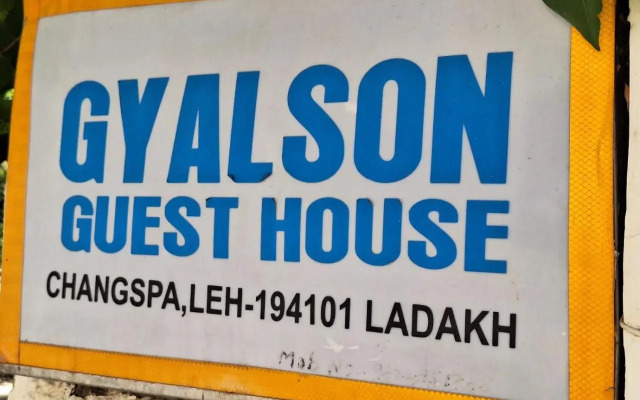 GYALSON
GUEST HOUSE
CHANGSPA,LEH-194101 LADAKH